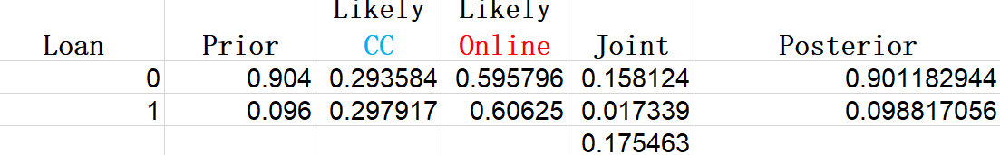 Likely Likely
Loan Prior CC Online Joint Posterior
0 0.904 0.293584 0.595796 0.158124 0.901182944
1 0.096 0.297917 0.60625 0.017339 0.098817056
0.175463